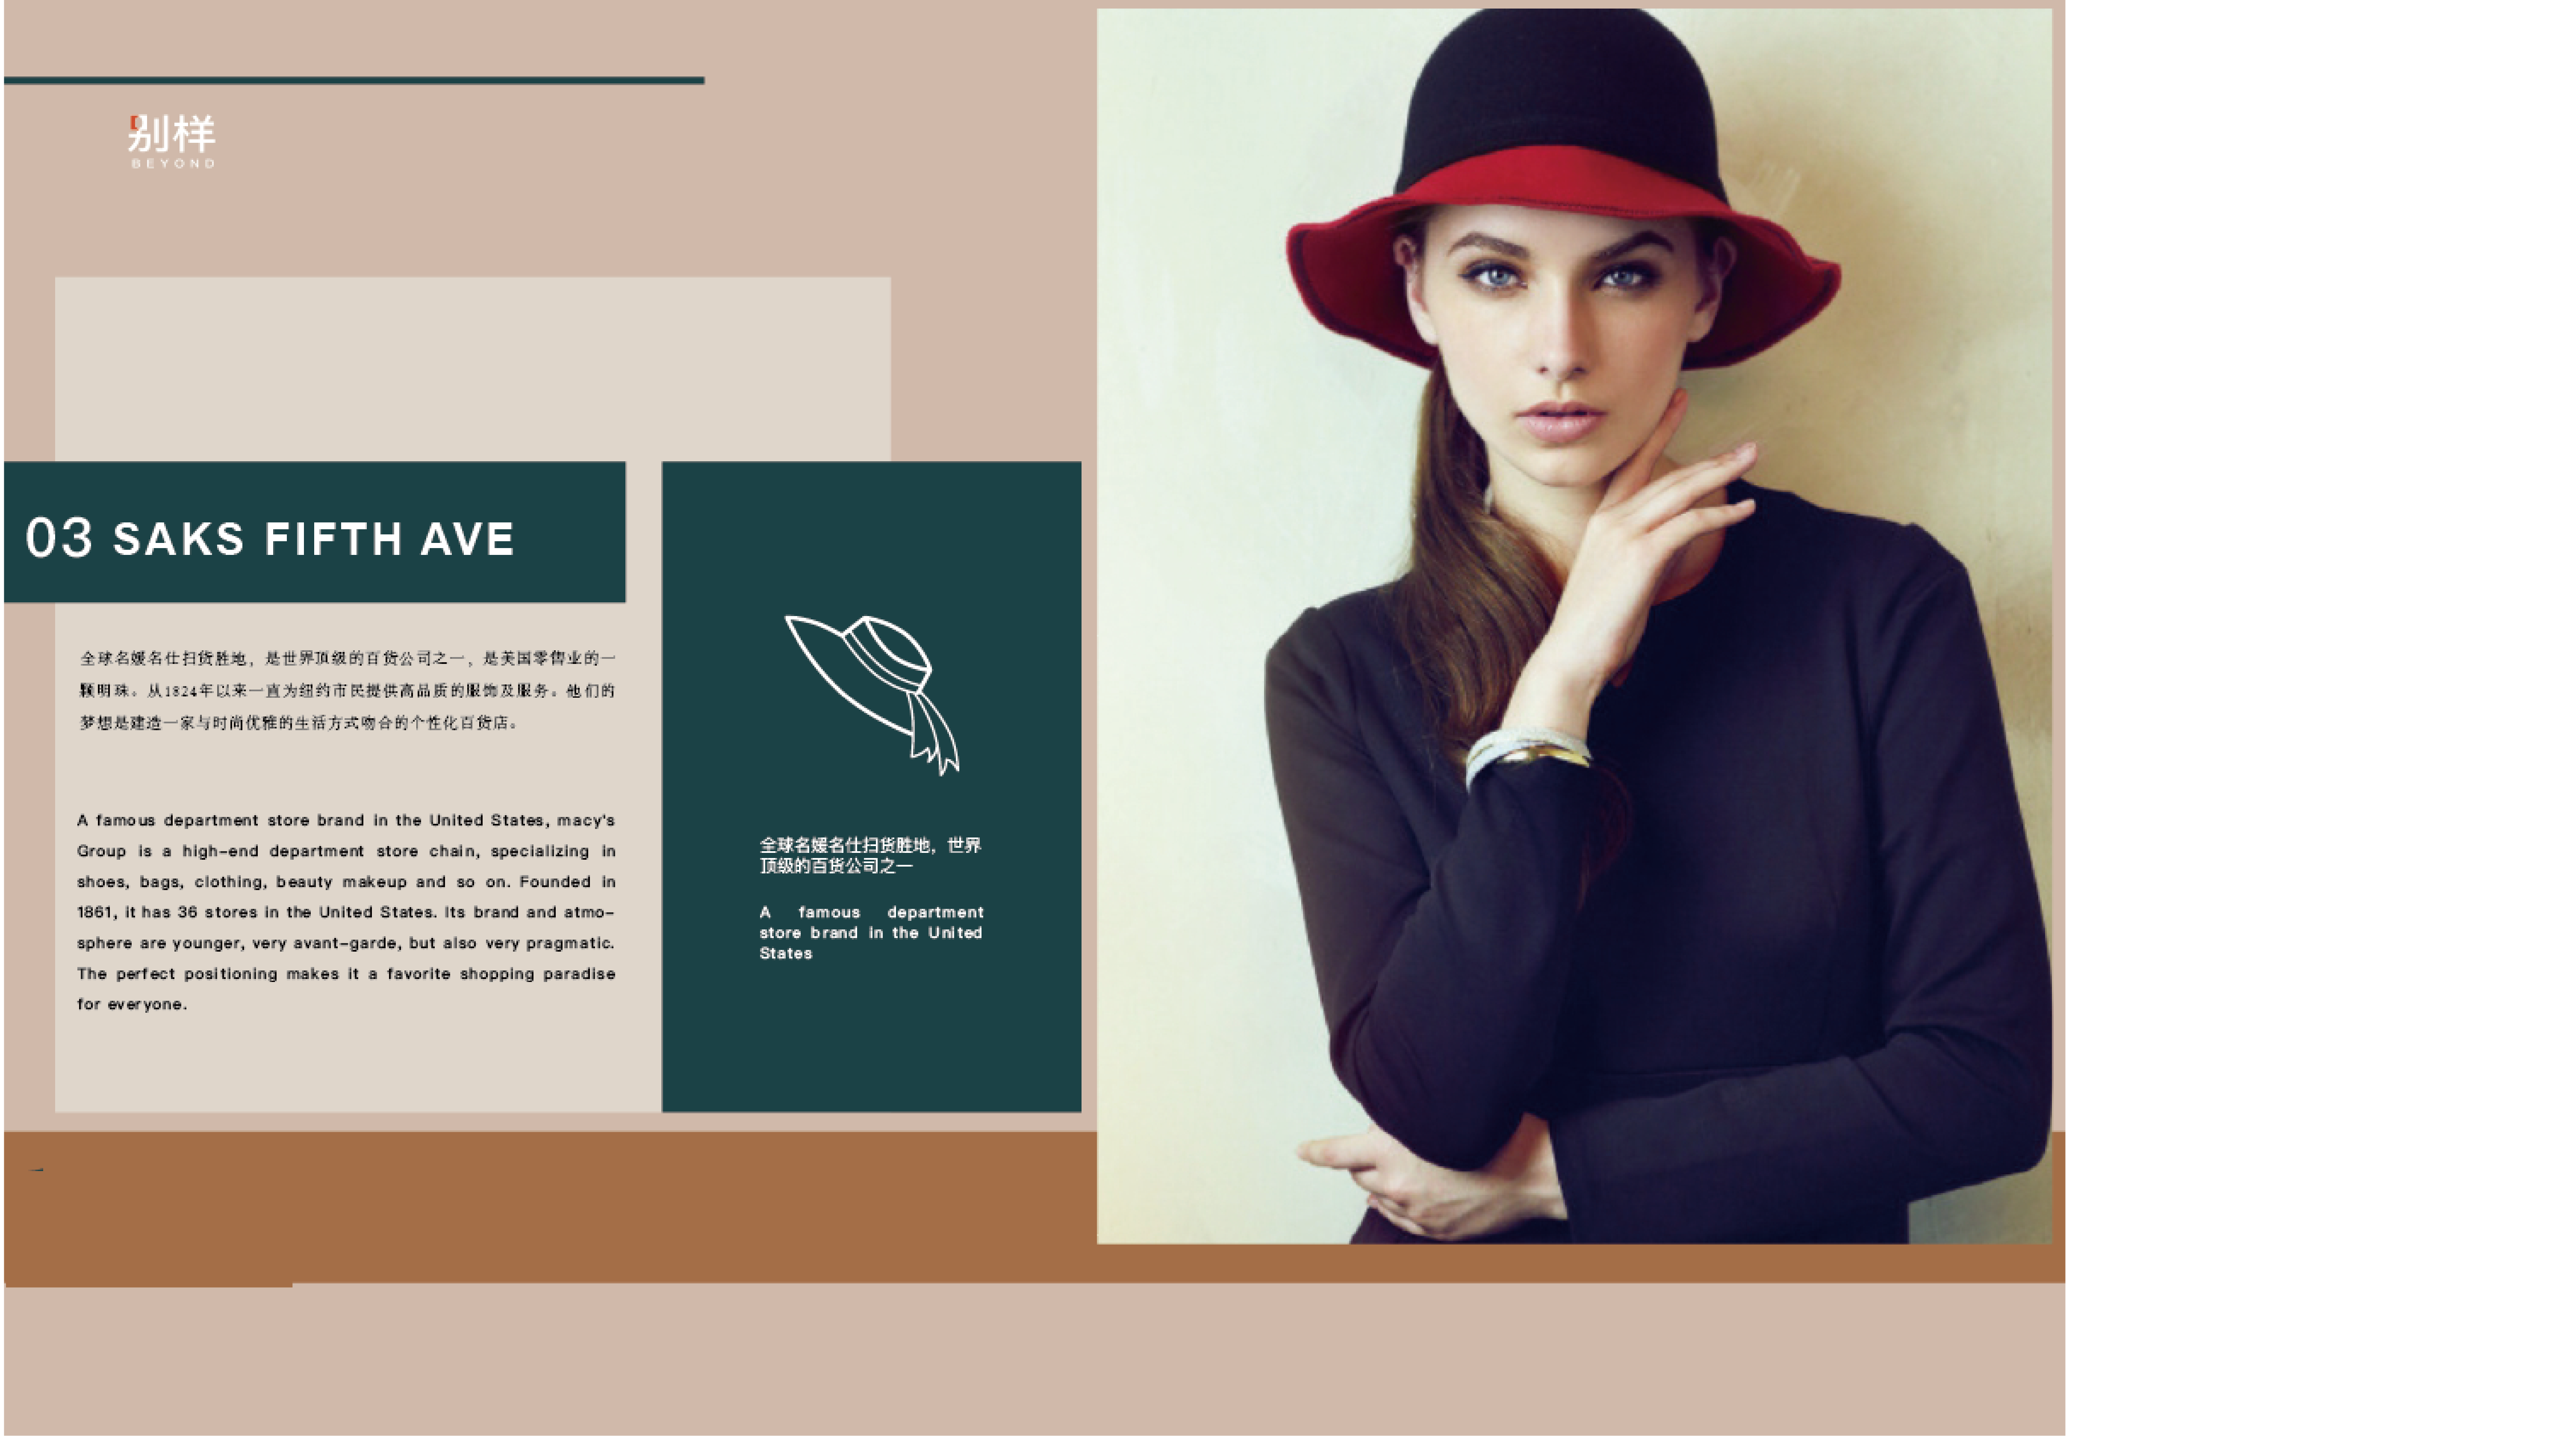 别样
BEYOND
03 SAKS FIFTH AVE
全球名媛名仕扫货胜地，是世界顶级的百货公司之一，是美国零售业的一
颗明珠。从1824年以来一直为纽约市民提供高品质的服饰及服务。他们的
梦想是建造一家与时尚优雅的生活方式吻合的个性化百货店。
A famous department store brand in the United States, macy's
Group is a high-end department store chain, specializing in
shoes, bags, clothing, beauty makeup and so on. Founded in
1861, it has 36 stores in the United States. Its brand and atmo-
sphere are younger, very avant-garde, but also very pragmatic.
The perfect positioning makes it a favorite shopping paradise
for everyone.
全球名媛名仕扫货胜地，世界
顶级的百货公司之一
A famous department
store brand in the United
States